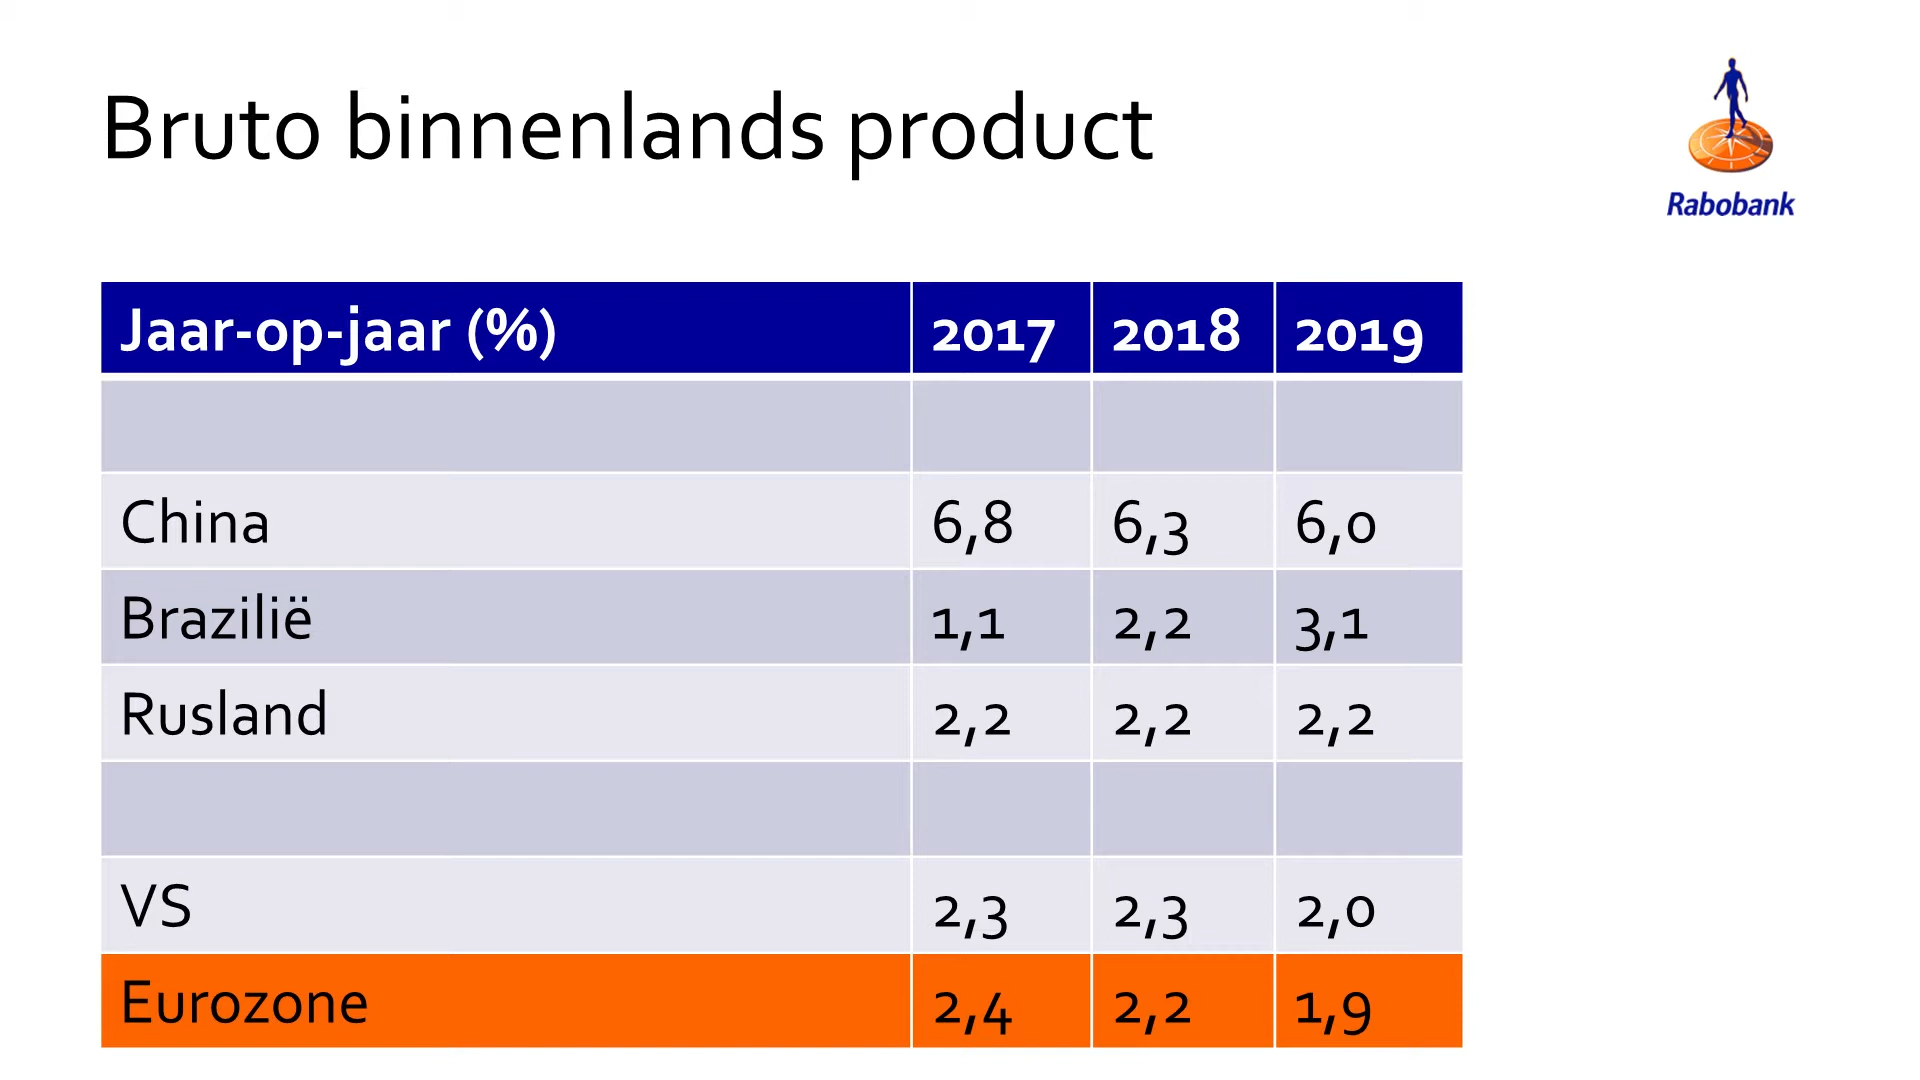 Bruto binnenlands product
Rabobank
Jaar-op-jaar (%) 2017 2018 2019
China 6,8 6,3 6,0
Brazilië 1,1 2,2 3,1
Rusland 2,2 2,2 2,2
VS 2,3 2,3 2,0
Eurozone 2,4 2,2 1,9